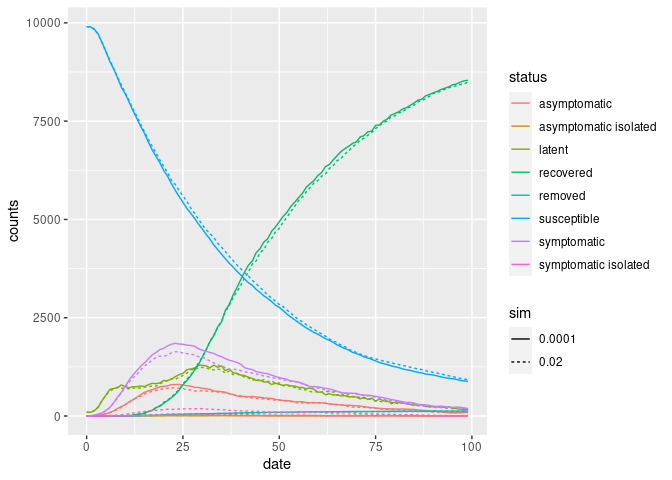 10000
7500
5000
2500
0
counts
0
25
50
75
100
date
status
asymptomatic
asymptomatic isolated
latent
recovered
removed
susceptible
symptomatic
symptomatic isolated
sim
0.0001
0.02